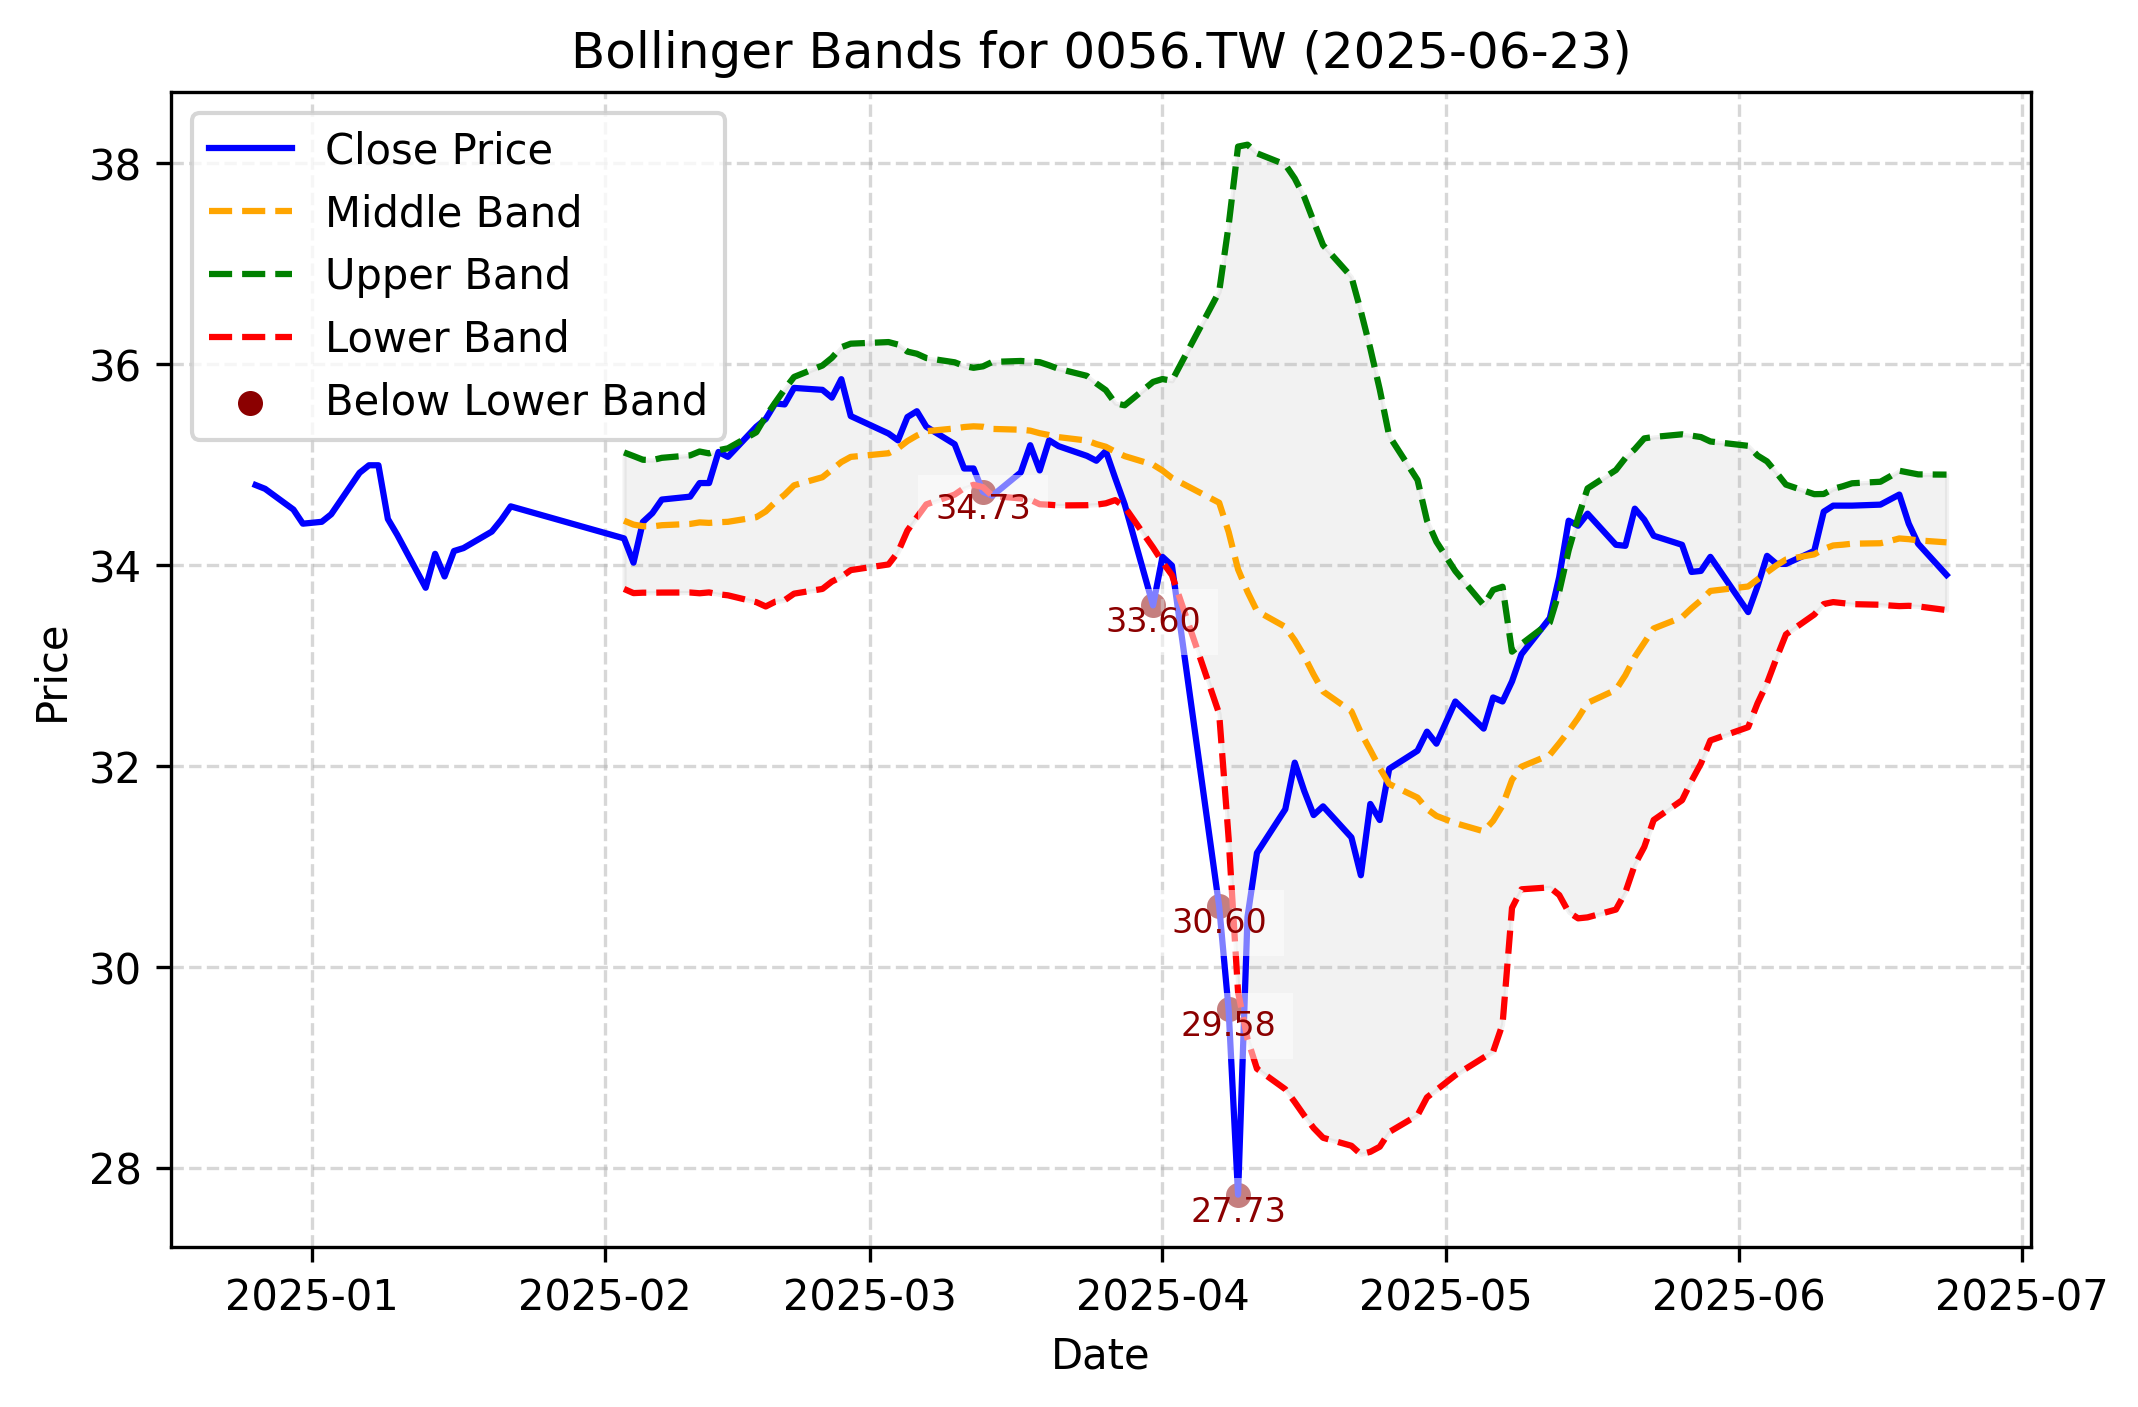 Bollinger Bands for 0056.TW (2025-06-23)
Close Price
Middle Band
Upper Band
Lower Band
Below Lower Band
38
36
34
32
30
28
Price
34.73
33.60
30.60
29.58
27.73
2025-01
2025-02
2025-03
2025-04
2025-05
2025-06
2025-07
Date